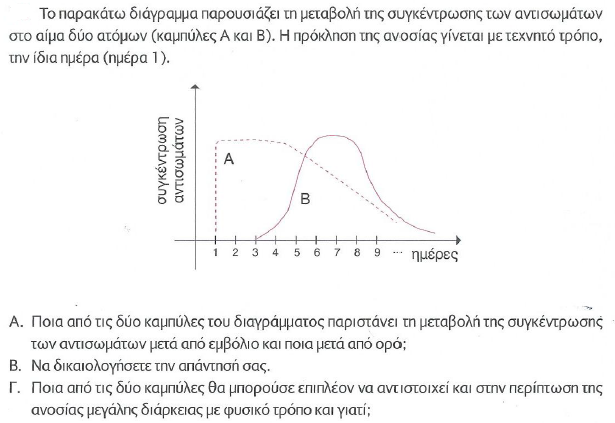 Το παρακάτω διάγραμμα παρουσιάζει τη μεταβολή της συγκέντρωσης των αντισωμάτων
στο αίμα δύο ατόμων (καμπύλες Α και Β). Η πρόκληση της ανοσίας γίνεται με τεχνητό τρόπο,
την ίδια ημέρα (ημέρα 1).
συγκέντρωση
αντισωμάτων
Α
Β
1 2 3 4 5 6 7 8 9 ... ημέρες
Α. Ποια από τις δύο καμπύλες του διαγράμματος παριστάνει τη μεταβολή της συγκέντρωσης
των αντισωμάτων μετά από εμβόλιο και ποια μετά από ορό;
Β. Να δικαιολογήσετε την απάντησή σας.
Γ. Ποια από τις δύο καμπύλες θα μπορούσε επιπλέον να αντιστοιχεί και στην περίπτωση της
ανοσίας μεγάλης διάρκειας με φυσικό τρόπο και γιατί;